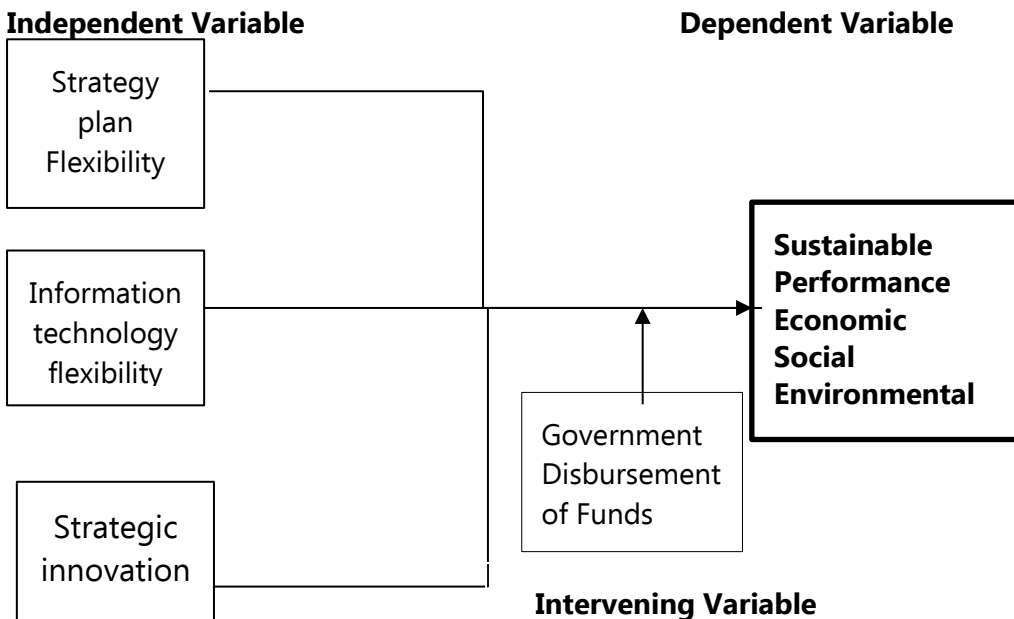 Independent Variable
Dependent Variable
Strategy
plan
Flexibility
Information
technology
flexibility
Strategic
innovation
Sustainable
Performance
Economic
Social
Environmental
Government
Disbursement
of Funds
Intervening Variable